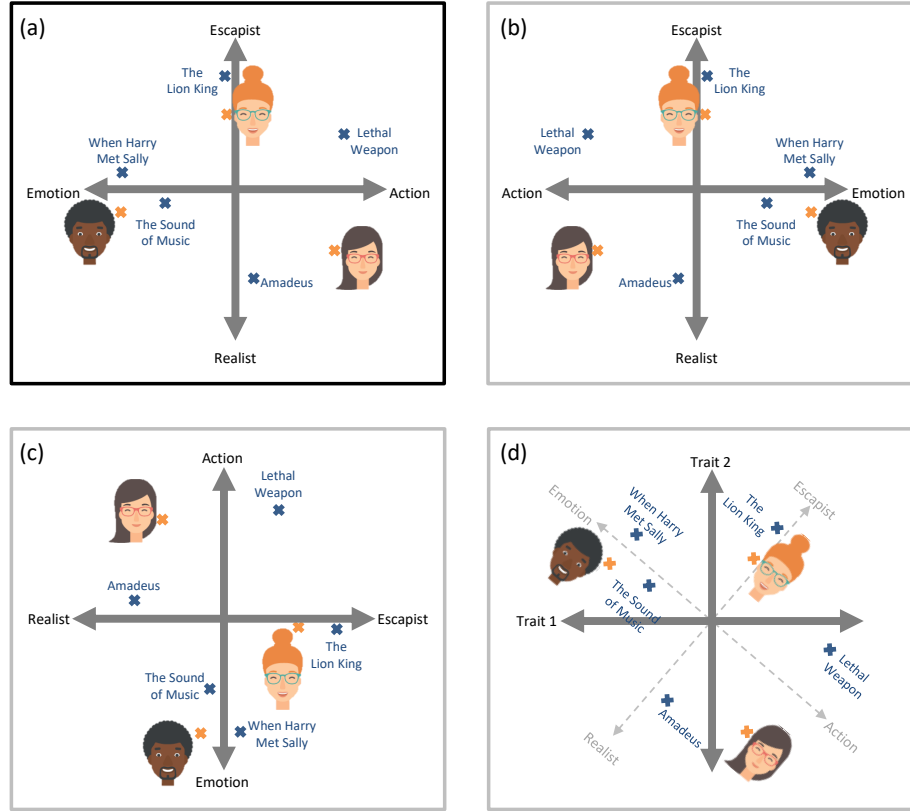 (a)
Escapist
The
Lion King
Lethal
Weapon
When Harry
Met Sally
Emotion
Action
The Sound
of Music
Amadeus
Realist
(b)
Escapist
The
Lion King
Lethal
Weapon
When Harry
Met Sally
Action
Emotion
The Sound
of Music
Amadeus
Realist
(c)
Action
Lethal
Weapon
Amadeus
Realist
Escapist
The
Lion King
The Sound
of Music
When Harry
Met Sally
Emotion
(d)
Trait 2
Emotion
When Harry
Met Sally
The
Lion King
Escapist
The Sound
of Music
Trait 1
Lethal
Weapon
Amadeus
Realist
Action